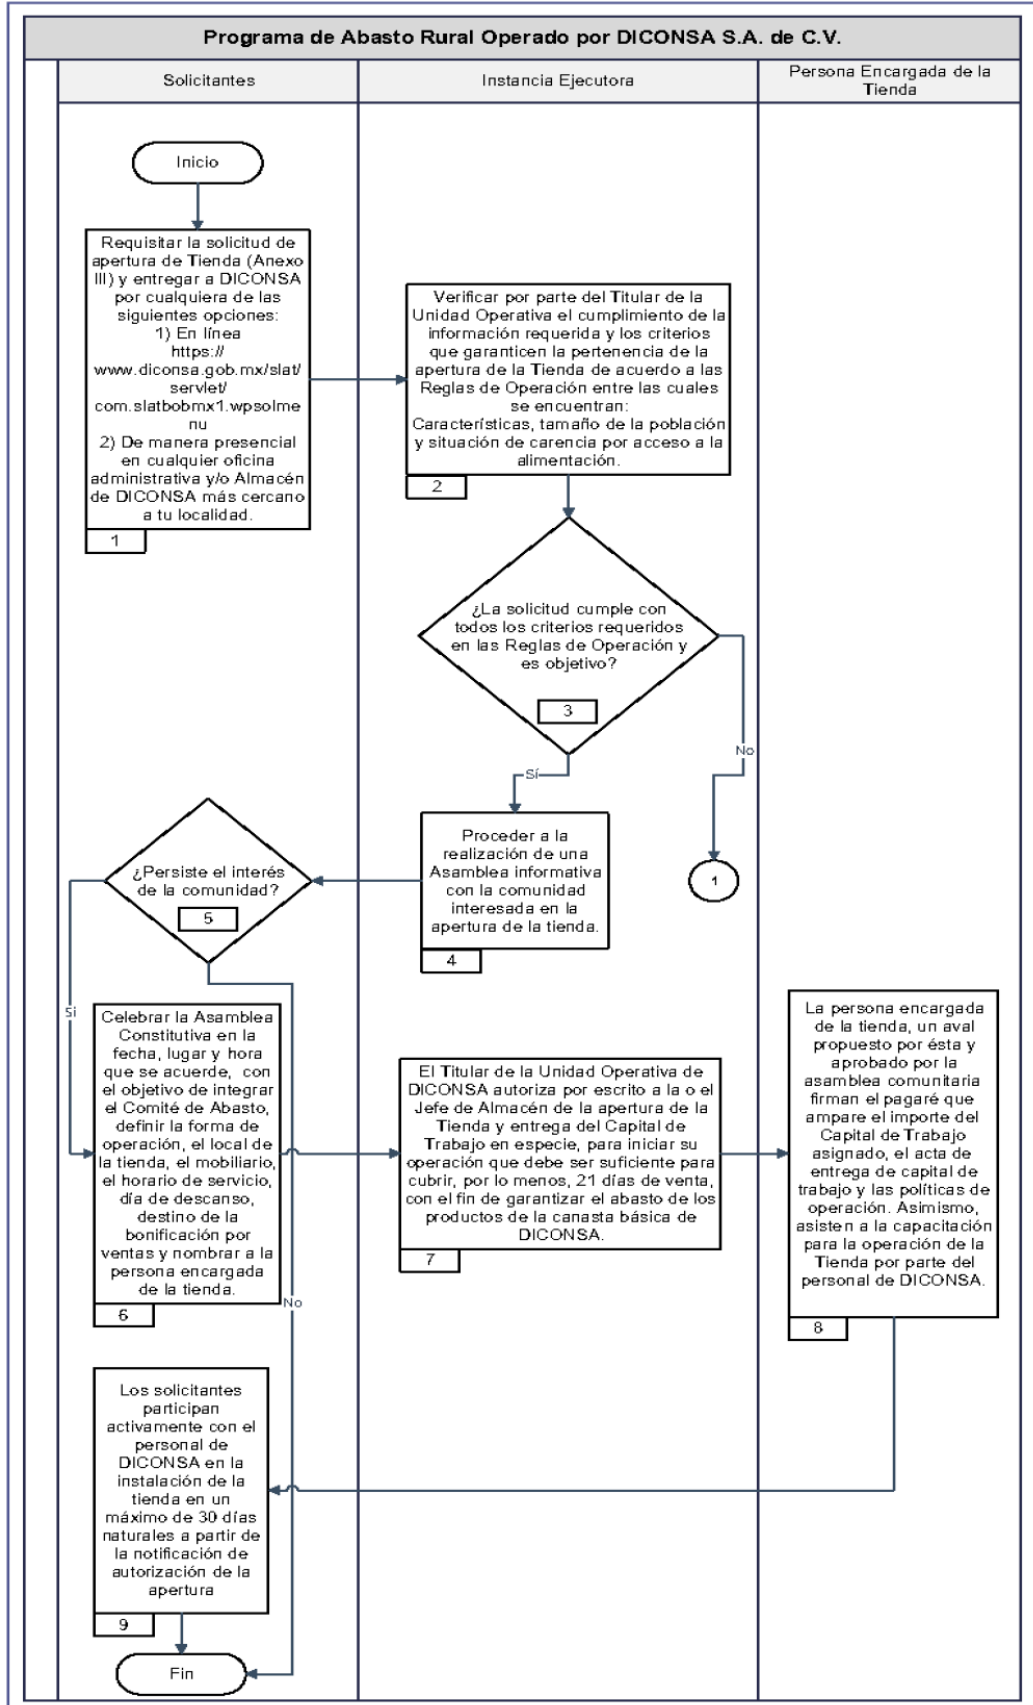 Programa de Abasto Rural Operado por DICONSA S.A. de C.V.
Solicitantes
Instancia Ejecutora
Persona Encargada de la
Tienda
Inicio
Requisitar la solicitud de
apertura de Tienda (Anexo
III) y entregar a DICONSA
por cualquiera de las
siguientes opciones:
1) En línea
https://
www.diconsa.gob.mx/slat/
servlet/
com.slatbobmx1.wpsolme
nu
2) De manera presencial
en cualquier oficina
administrativa y/o Almacén
de DICONSA más cercano
a tu localidad.
1
Verificar por parte del Titular de la
Unidad Operativa el cumplimiento de la
información requerida y los criterios
que garanticen la pertenencia de la
apertura de la Tienda de acuerdo a las
Reglas de Operación entre las cuales
se encuentran:
Características, tamaño de la población
y situación de carencia por acceso a la
alimentación.
2
¿La solicitud cumple con
todos los criterios requeridos
en las Reglas de Operación y
es objetivo?
3
No
Sí
1
Proceder a la
realización de una
Asamblea informativa
con la comunidad
interesada en la
apertura de la tienda.
4
¿Persiste el interés
de la comunidad?
5
Si
No
Celebrar la Asamblea
Constitutiva en la
fecha, lugar y hora
que se acuerde, con
el objetivo de integrar
el Comité de Abasto,
definir la forma de
operación, el local de
la tienda, el mobiliario,
el horario de servicio,
día de descanso,
destino de la
bonificación por
ventas y nombrar a la
persona encargada
de la tienda.
6
El Titular de la Unidad Operativa de
DICONSA autoriza por escrito a la o el
Jefe de Almacén de la apertura de la
Tienda y entrega del Capital de
Trabajo en especie, para iniciar su
operación que debe ser suficiente para
cubrir, por lo menos, 21 días de venta,
con el fin de garantizar el abasto de los
productos de la canasta básica de
DICONSA.
7
La persona encargada
de la tienda, un aval
propuesto por ésta y
aprobado por la
asamblea comunitaria
firman el pagaré que
ampare el importe del
Capital de Trabajo
asignado, el acta de
entrega de capital de
trabajo y las políticas de
operación. Asimismo,
asisten a la capacitación
para la operación de la
Tienda por parte del
personal de DICONSA.
8
Los solicitantes
participan
activamente con el
personal de
DICONSA en la
instalación de la
tienda en un
máximo de 30 días
naturales a partir de
la notificación de
autorización de la
apertura
9
Fin